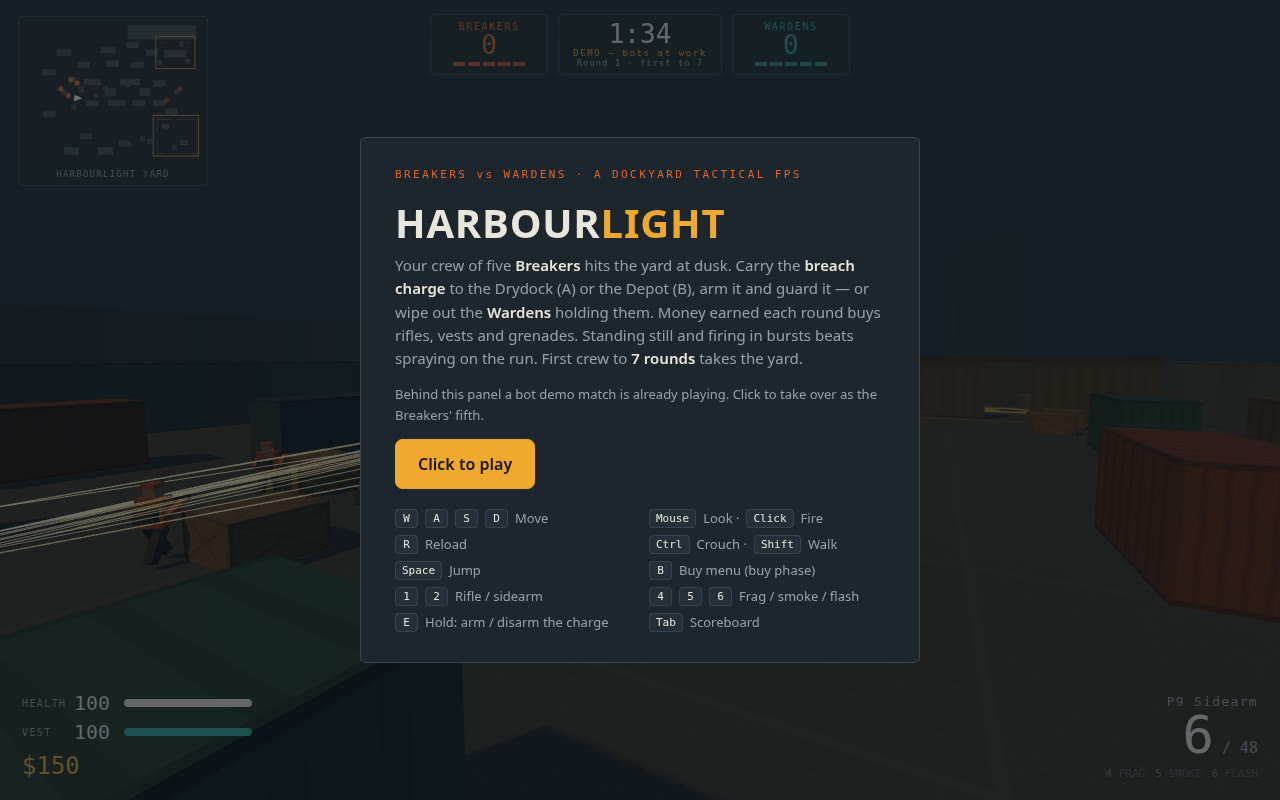 BREAKERS
0
1:34
DEMO — bots at work
Round 1 · first to 7
WARDENS
0
HARBOURLIGHT YARD
BREAKERS vs WARDENS · A DOCKYARD TACTICAL FPS
HARBOURLIGHT
Your crew of five Breakers hits the yard at dusk. Carry the breach
charge to the Drydock (A) or the Depot (B), arm it and guard it — or
wipe out the Wardens holding them. Money earned each round buys
rifles, vests and grenades. Standing still and firing in bursts beats
spraying on the run. First crew to 7 rounds takes the yard.
Behind this panel a bot demo match is already playing. Click to take over as the
Breakers' fifth.
Click to play
W A S D Move
Mouse Look · Click Fire
R Reload
Ctrl Crouch · Shift Walk
Space Jump
B Buy menu (buy phase)
1 2 Rifle / sidearm
4 5 6 Frag / smoke / flash
E Hold: arm / disarm the charge
Tab Scoreboard
HEALTH 100
VEST 100
$150
P9 Sidearm
6 / 48
4 FRAG 5 SMOKE 6 FLASH